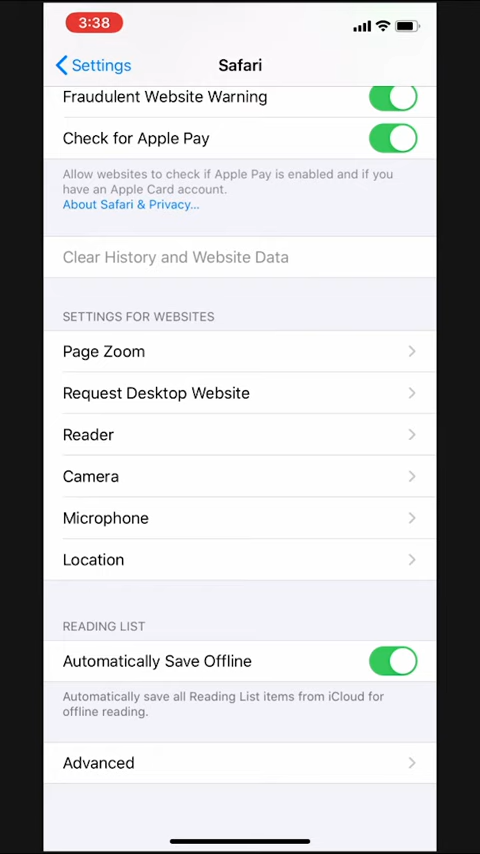 3:38
Settings
Safari
Fraudulent Website Warning
Check for Apple Pay
Allow websites to check if Apple Pay is enabled and if you
have an Apple Card account.
About Safari & Privacy...
Clear History and Website Data
SETTINGS FOR WEBSITES
Page Zoom
Request Desktop Website
Reader
Camera
Microphone
Location
READING LIST
Automatically Save Offline
Automatically save all Reading List items from iCloud for
offline reading.
Advanced